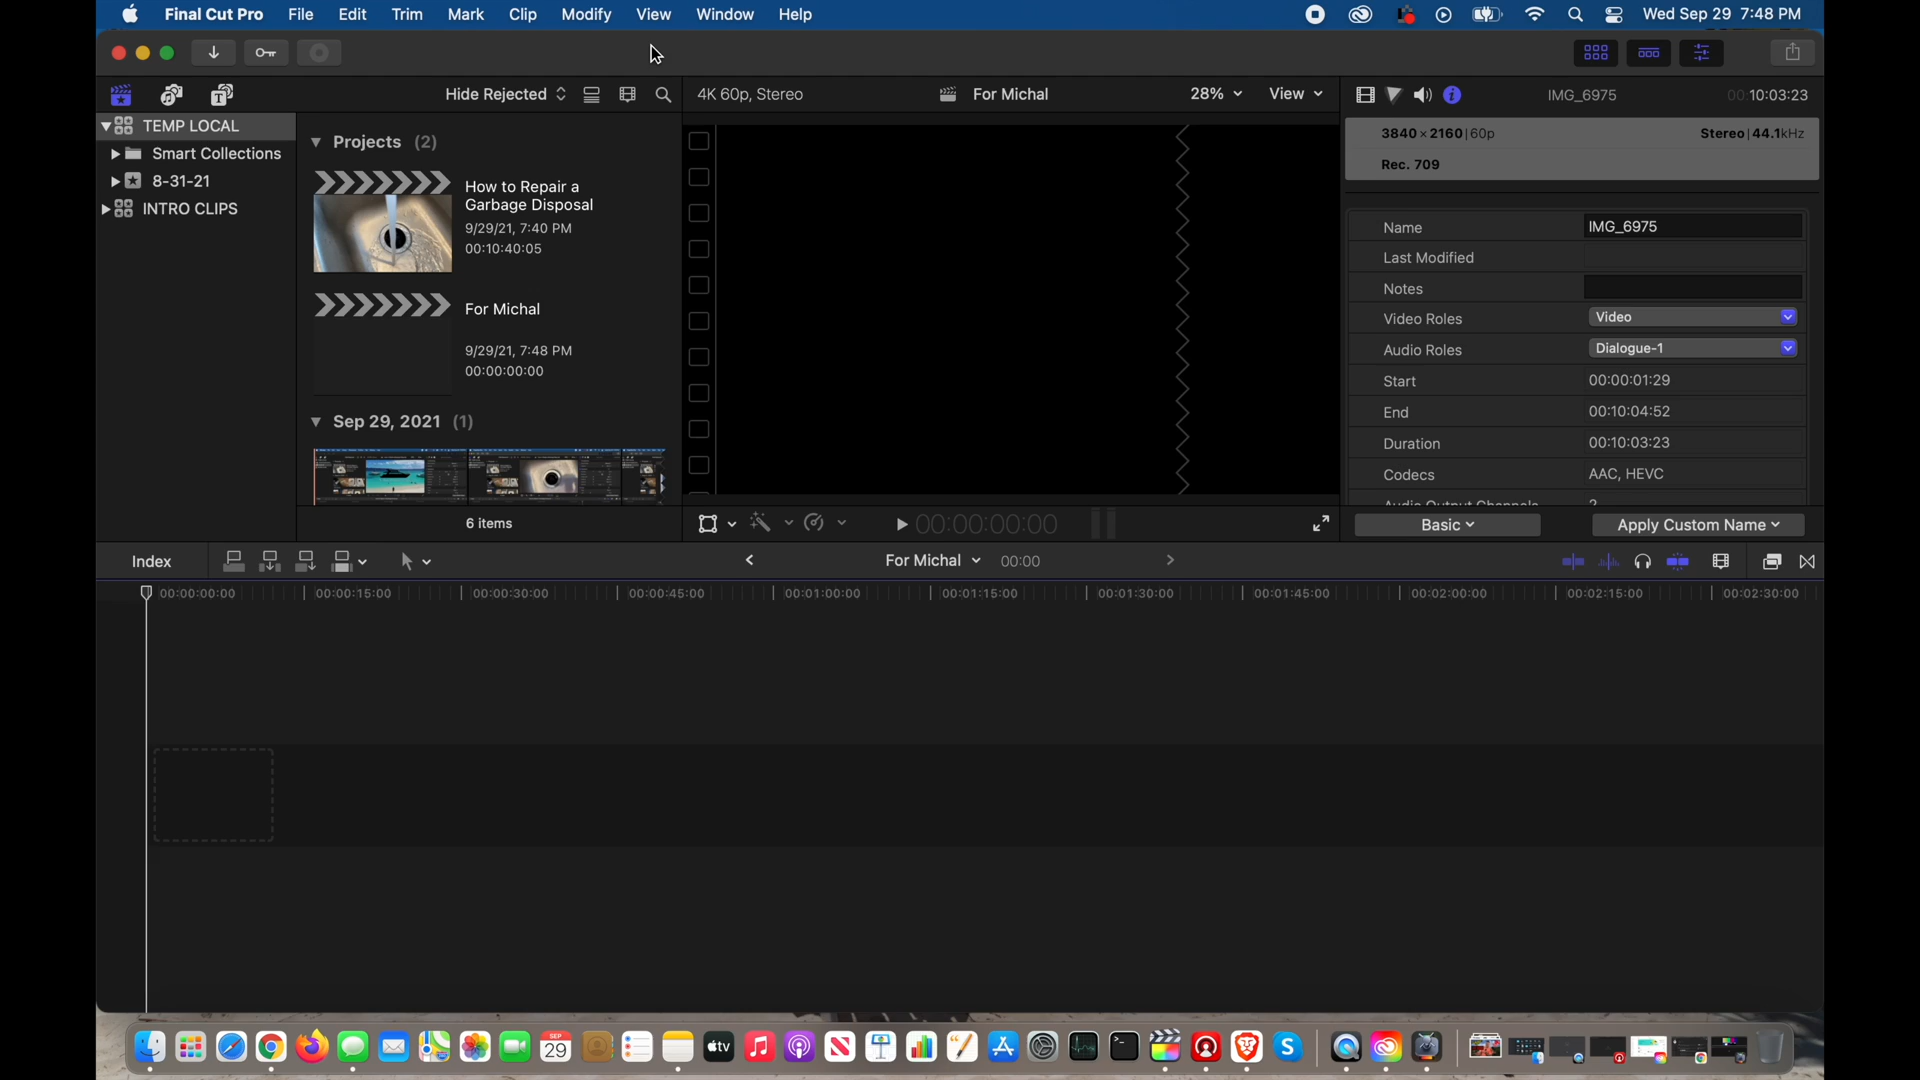 Final Cut Pro File Edit Trim Mark Clip Modify View Window Help Wed Sep 29 7:48 PM
Hide Rejected 4K 60p, Stereo For Michal 28% View IMG_6975 00:10:03:23
TEMP LOCAL
Smart Collections
8-31-21
INTRO CLIPS
Projects (2)
How to Repair a
Garbage Disposal
9/29/21, 7:40 PM
00:10:40:05
For Michal
9/29/21, 7:48 PM
00:00:00:00
Sep 29, 2021 (1)
6 items
00:00:00:00
3840 × 2160 | 60p Stereo | 44.1kHz
Rec. 709
Name IMG_6975
Last Modified
Notes
Video Roles Video
Audio Roles Dialogue-1
Start 00:00:01:29
End 00:10:04:52
Duration 00:10:03:23
Codecs AAC, HEVC
Audio Output Channels 2
Basic Apply Custom Name
Index For Michal 00:00
00:00:00:00 00:00:15:00 00:00:30:00 00:00:45:00 00:01:00:00 00:01:15:00 00:01:30:00 00:01:45:00 00:02:00:00 00:02:15:00 00:02:30:00
SEP
29
tv